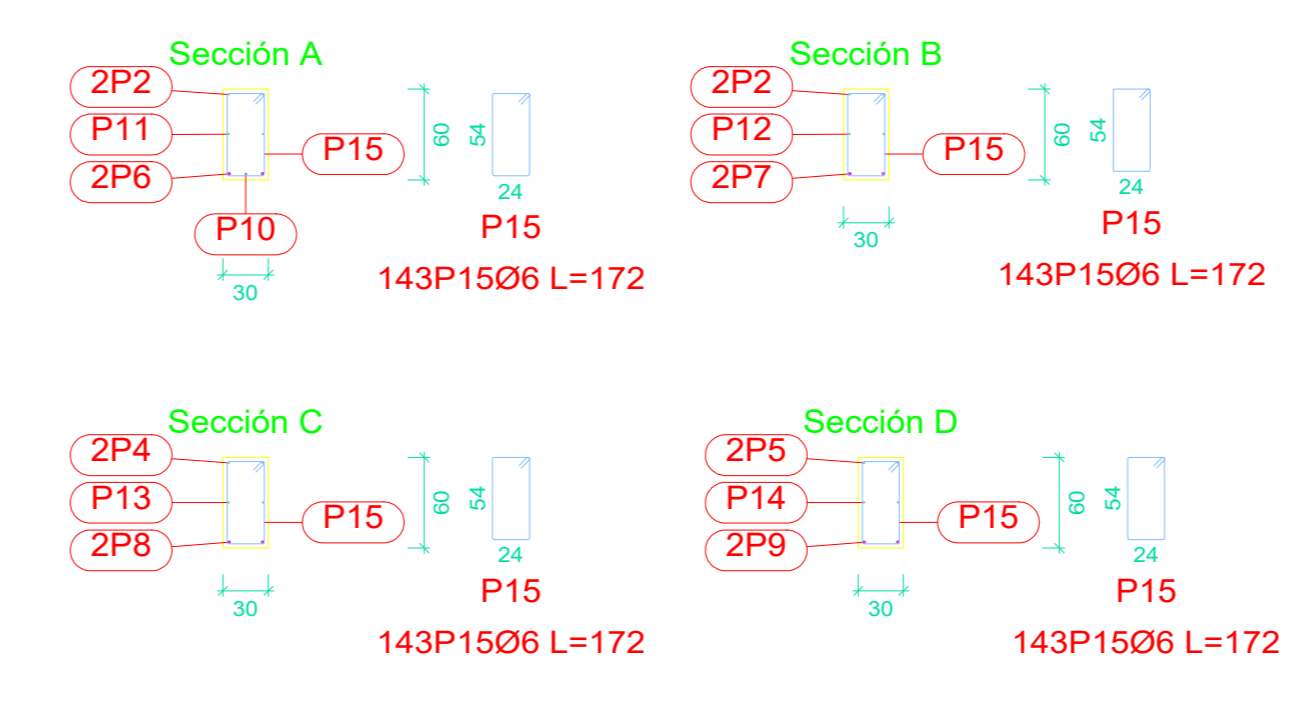 Sección A
2P2
P11
2P6
P15
P10
30
60
54
24
P15
143P15Ø6 L=172
Sección B
2P2
P12
2P7
P15
30
60
54
24
P15
143P15Ø6 L=172
Sección C
2P4
P13
2P8
P15
30
60
54
24
P15
143P15Ø6 L=172
Sección D
2P5
P14
2P9
P15
30
60
54
24
P15
143P15Ø6 L=172